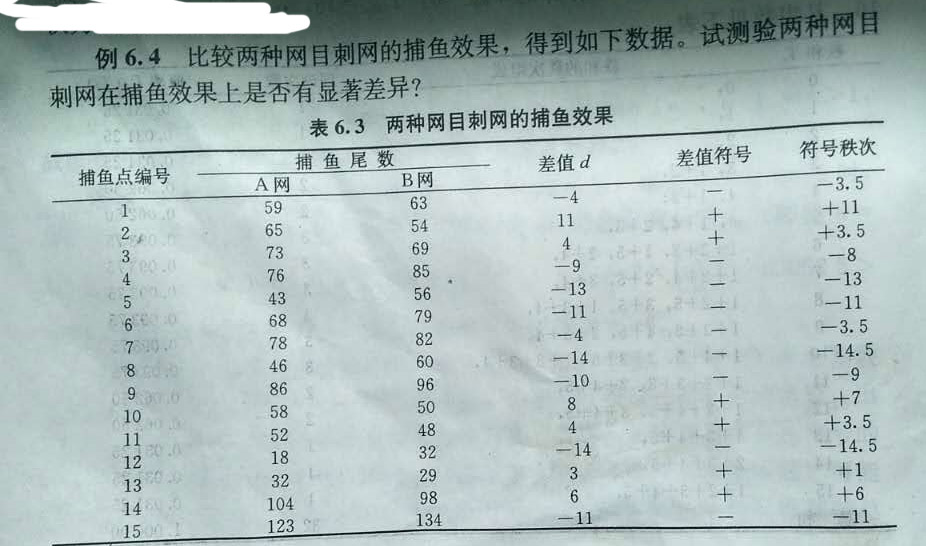 例 6.4 比较两种网目刺网的捕鱼效果，得到如下数据。试测验两种网目
刺网在捕鱼效果上是否有显著差异？
表 6.3 两种网目刺网的捕鱼效果
捕鱼点编号 捕鱼尾数 差值 d 差值符号 符号秩次
A 网 B 网
1 59 63 －4 － －3.5
2 65 54 11 ＋ ＋11
3 73 69 4 ＋ ＋3.5
4 76 85 －9 － －8
5 43 56 －13 － －13
6 68 79 －11 － －11
7 78 82 －4 － －3.5
8 46 60 －14 － －14.5
9 86 96 －10 － －9
10 58 50 8 ＋ ＋7
11 52 48 4 ＋ ＋3.5
12 18 32 －14 － －14.5
13 32 29 3 ＋ ＋1
14 104 98 6 ＋ ＋6
15 123 134 －11 － －11